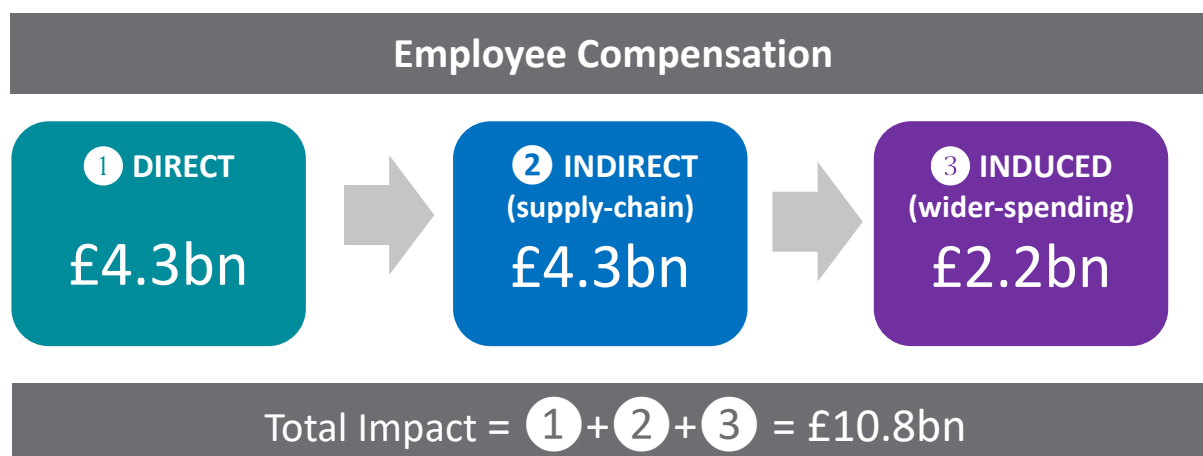 Employee Compensation
① DIRECT
£4.3bn
② INDIRECT
(supply-chain)
£4.3bn
③ INDUCED
(wider-spending)
£2.2bn
Total Impact = ①+②+③ = £10.8bn